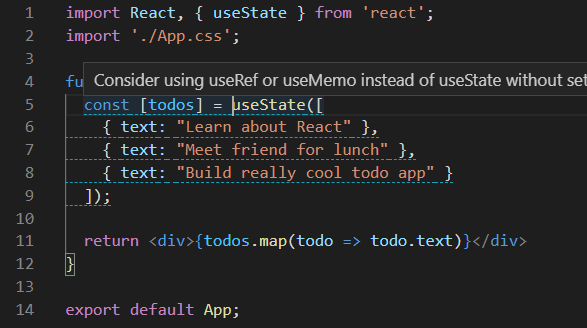 1 import React, { useState } from 'react';
2 import './App.css';
3
4 fu
Consider using useRef or useMemo instead of useState without set
5 const [todos] = useState([
6 { text: "Learn about React" },
7 { text: "Meet friend for lunch" },
8 { text: "Build really cool todo app" }
9 ]);
10
11 return <div>{todos.map(todo => todo.text)}</div>
12 }
13
14 export default App;